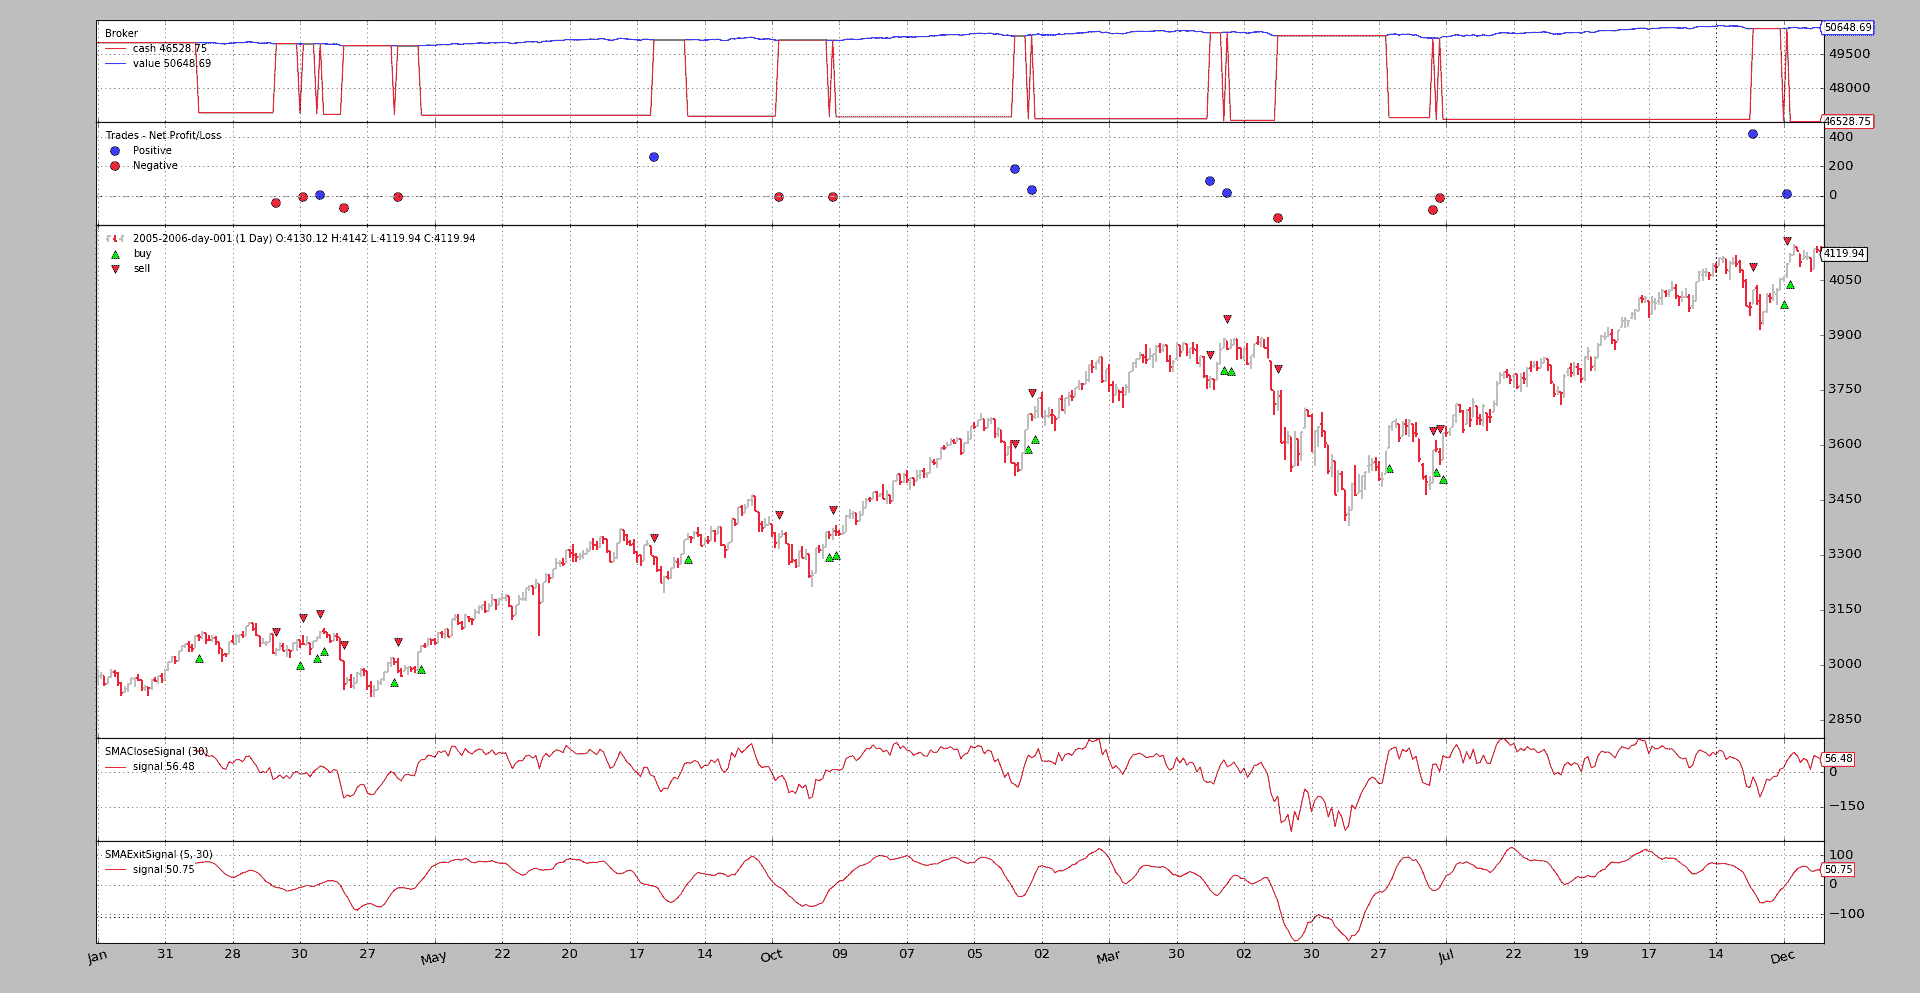 Broker
cash 46528.75
value 50648.69
50648.69
49500
48000
46528.75
Trades - Net Profit/Loss
Positive
Negative
400
200
0
2005-2006-day-001 (1 Day) O:4130.12 H:4142 L:4119.94 C:4119.94
buy
sell
4119.94
4050
3900
3750
3600
3450
3300
3150
3000
2850
SMACloseSignal (30)
signal 56.48
56.48
0
−150
SMAExitSignal (5, 30)
signal 50.75
100
50.75
0
−100
Jan 31 28 30 27 May 22 20 17 14 Oct 09 07 05 02 Mar 30 02 30 27 Jul 22 19 17 14 Dec